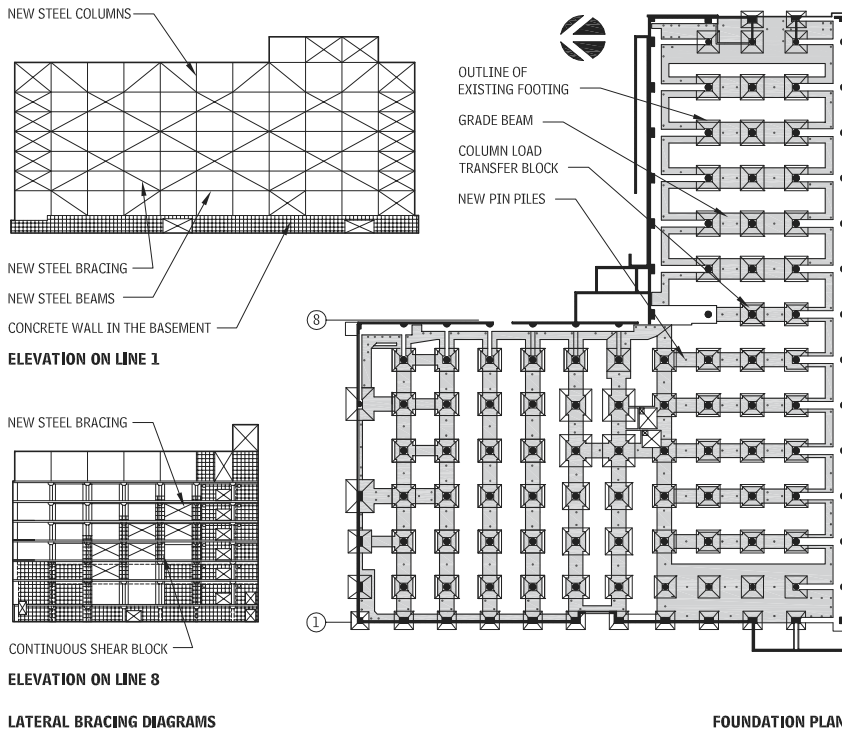 NEW STEEL COLUMNS
NEW STEEL BRACING
NEW STEEL BEAMS
CONCRETE WALL IN THE BASEMENT
ELEVATION ON LINE 1
NEW STEEL BRACING
CONTINUOUS SHEAR BLOCK
ELEVATION ON LINE 8
LATERAL BRACING DIAGRAMS
OUTLINE OF
EXISTING FOOTING
GRADE BEAM
COLUMN LOAD
TRANSFER BLOCK
NEW PIN PILES
8
1
FOUNDATION PLAN